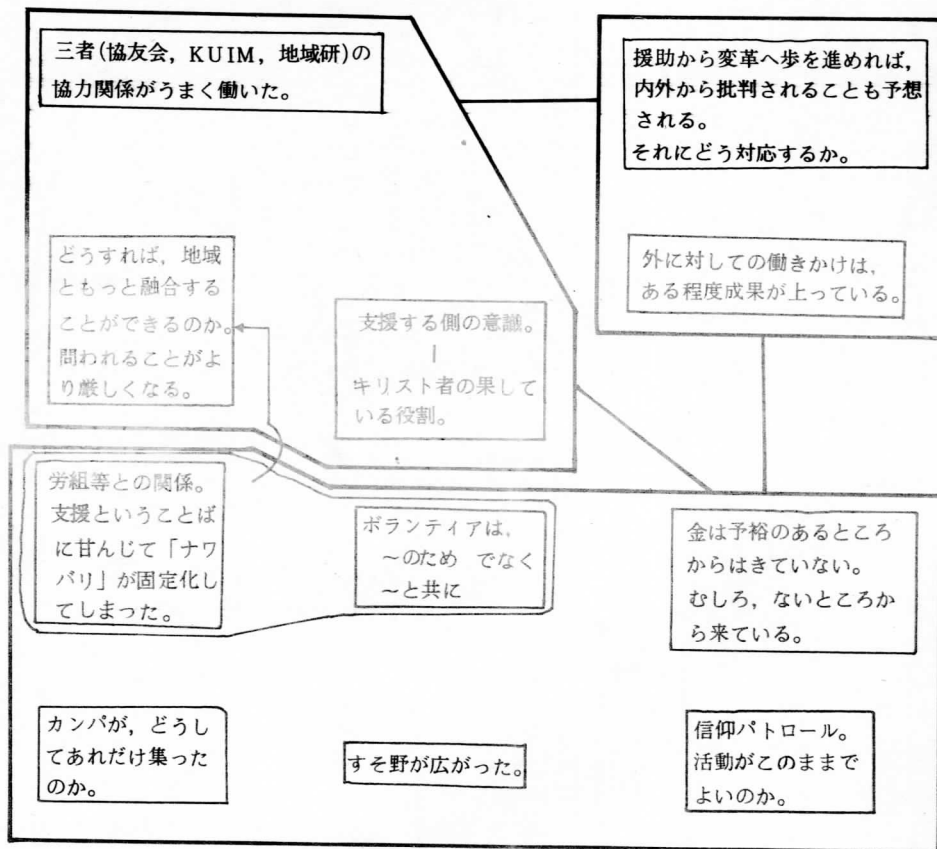 三者(協友会，KUIM，地域研)の
協力関係がうまく働いた。
援助から変革へ歩を進めれば，
内外から批判されることも予想
される。
それにどう対応するか。
どうすれば，地域
ともっと融合する
ことができるのか。
問われることがよ
り厳しくなる。
支援する側の意識。
|
キリスト者の果して
いる役割。
外に対しての働きかけは，
ある程度成果が上っている。
労組等との関係。
支援ということば
に甘んじて「ナワ
バリ」が固定化し
てしまった。
ボランティアは，
〜のため でなく
〜と共に
金は予裕のあるところ
からはきていない。
むしろ，ないところか
ら来ている。
カンパが，どうし
てあれだけ集った
のか。
すそ野が広がった。
信仰パトロール。
活動がこのままで
よいのか。